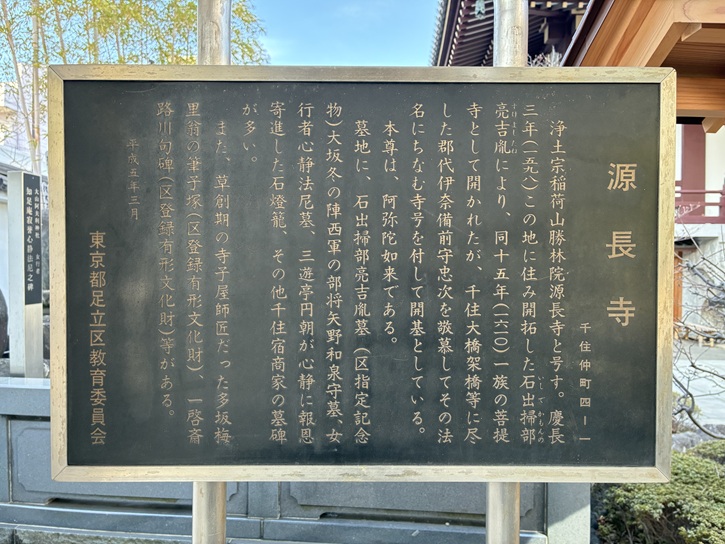 源長寺
千住仲町四ー一
浄土宗稲荷山勝林院源長寺と号す。慶長
三年(一五九八)この地に住み開拓した石出掃部
いしでかもんの
亮吉胤により、同十五年(一六一〇)一族の菩提
すけよしたね
寺として開かれたが、千住大橋架橋等に尽
した郡代伊奈備前守忠次を敬慕してその法
名にちなむ寺号を付して開基としている。
本尊は、阿弥陀如来である。
墓地に、石出掃部亮吉胤墓(区指定記念
物)大坂冬の陣西軍の部将矢野和泉守墓、女
行者心静法尼墓、三遊亭円朝が心静に報恩
寄進した石燈籠、その他千住宿商家の墓碑
が多い。
また、草創期の寺子屋師匠だった多坂梅
里翁の筆子塚(区登録有形文化財)、一啓斎
路川句碑(区登録有形文化財)等がある。
平成五年三月
東京都足立区教育委員会